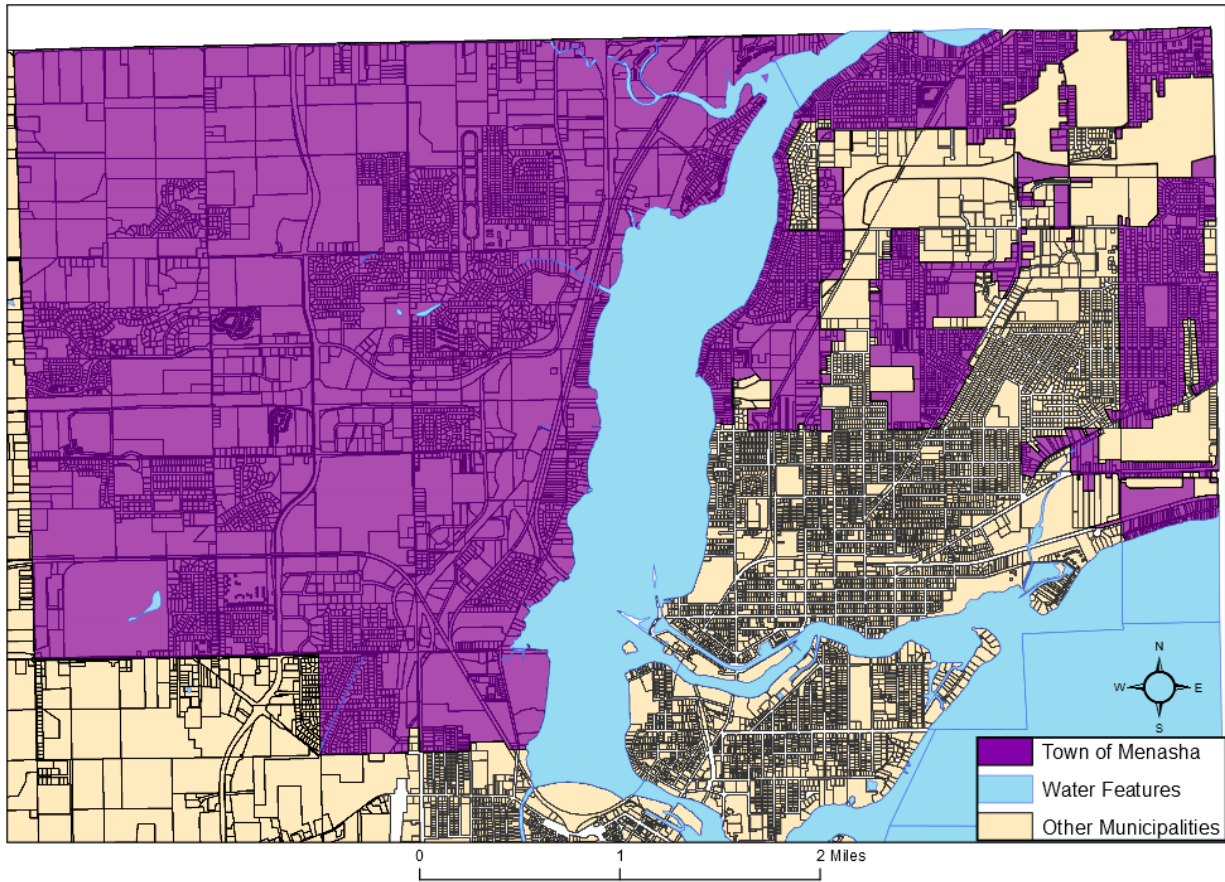 N
W E
S
Town of Menasha
Water Features
Other Municipalities
0 1 2 Miles